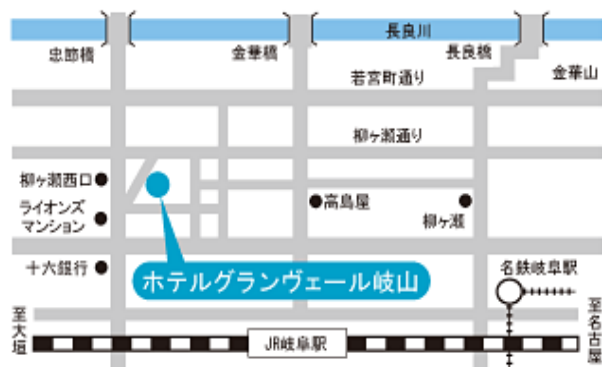 長良川
忠節橋
金華橋
長良橋
若宮町通り
金華山
柳ヶ瀬通り
柳ヶ瀬西口
ライオンズ
マンション
高島屋
柳ヶ瀬
十六銀行
ホテルグランヴェール岐山
名鉄岐阜駅
至大垣
JR岐阜駅
至名古屋